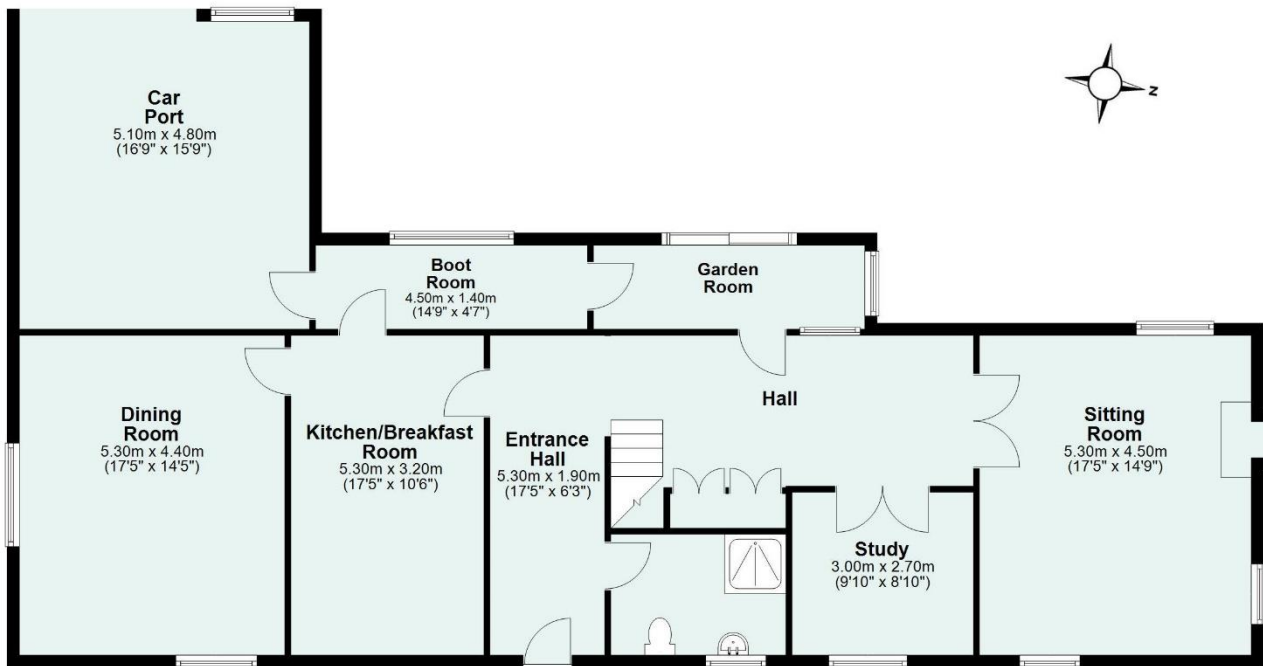 Car
Port
5.10m x 4.80m
(16'9" x 15'9")
N
Boot
Room
4.50m x 1.40m
(14'9" x 4'7")
Garden
Room
Dining
Room
5.30m x 4.40m
(17'5" x 14'5")
Kitchen/Breakfast
Room
5.30m x 3.20m
(17'5" x 10'6")
Entrance
Hall
5.30m x 1.90m
(17'5" x 6'3")
Hall
Study
3.00m x 2.70m
(9'10" x 8'10")
Sitting
Room
5.30m x 4.50m
(17'5" x 14'9")